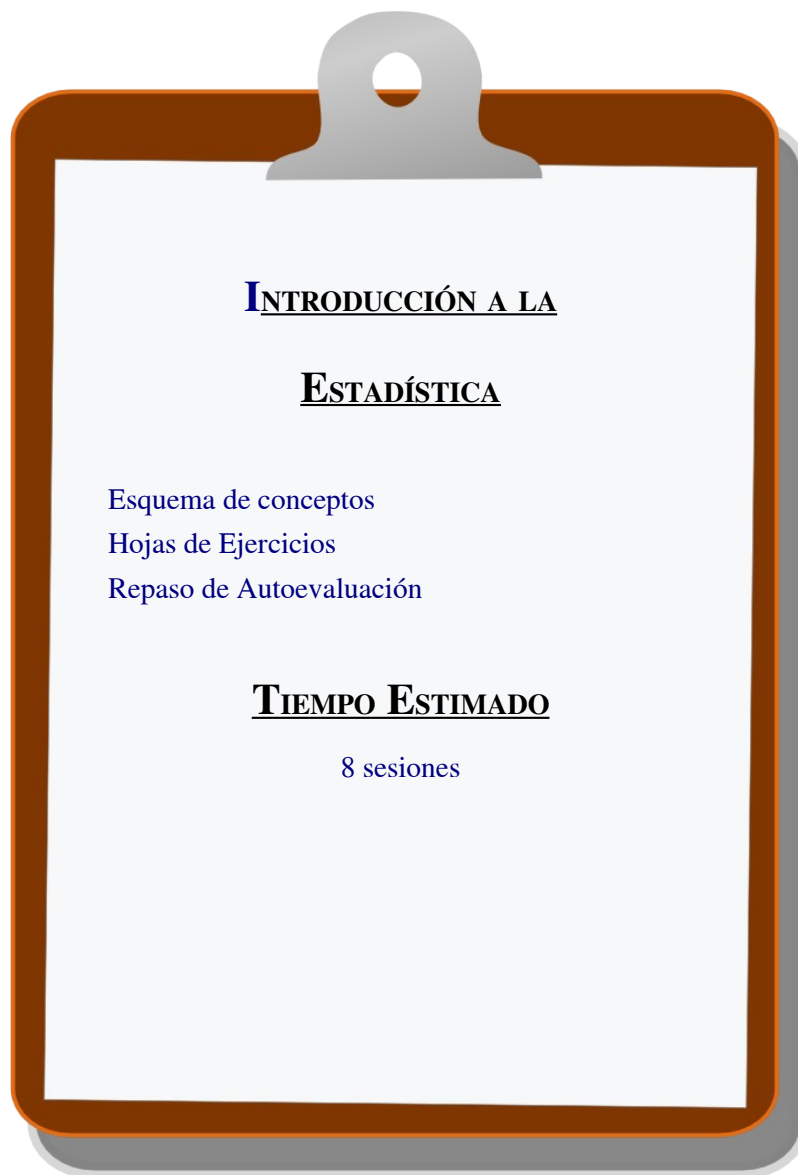 INTRODUCCIÓN A LA
ESTADÍSTICA
Esquema de conceptos
Hojas de Ejercicios
Repaso de Autoevaluación
TIEMPO ESTIMADO
8 sesiones